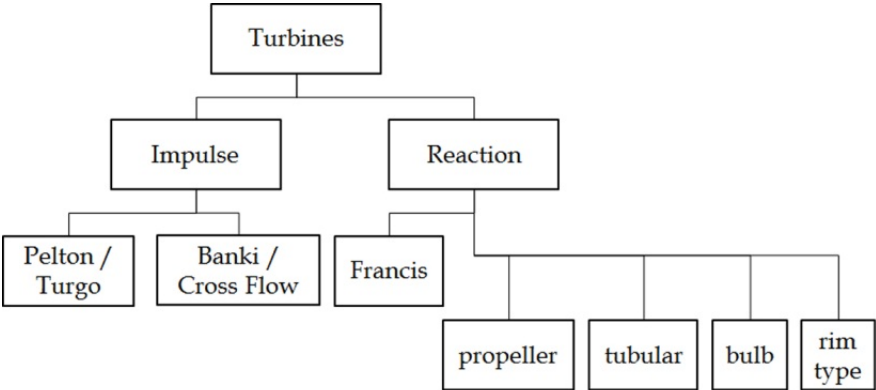 Turbines
Impulse
Reaction
Pelton /
Turgo
Banki /
Cross Flow
Francis
propeller
tubular
bulb
rim
type